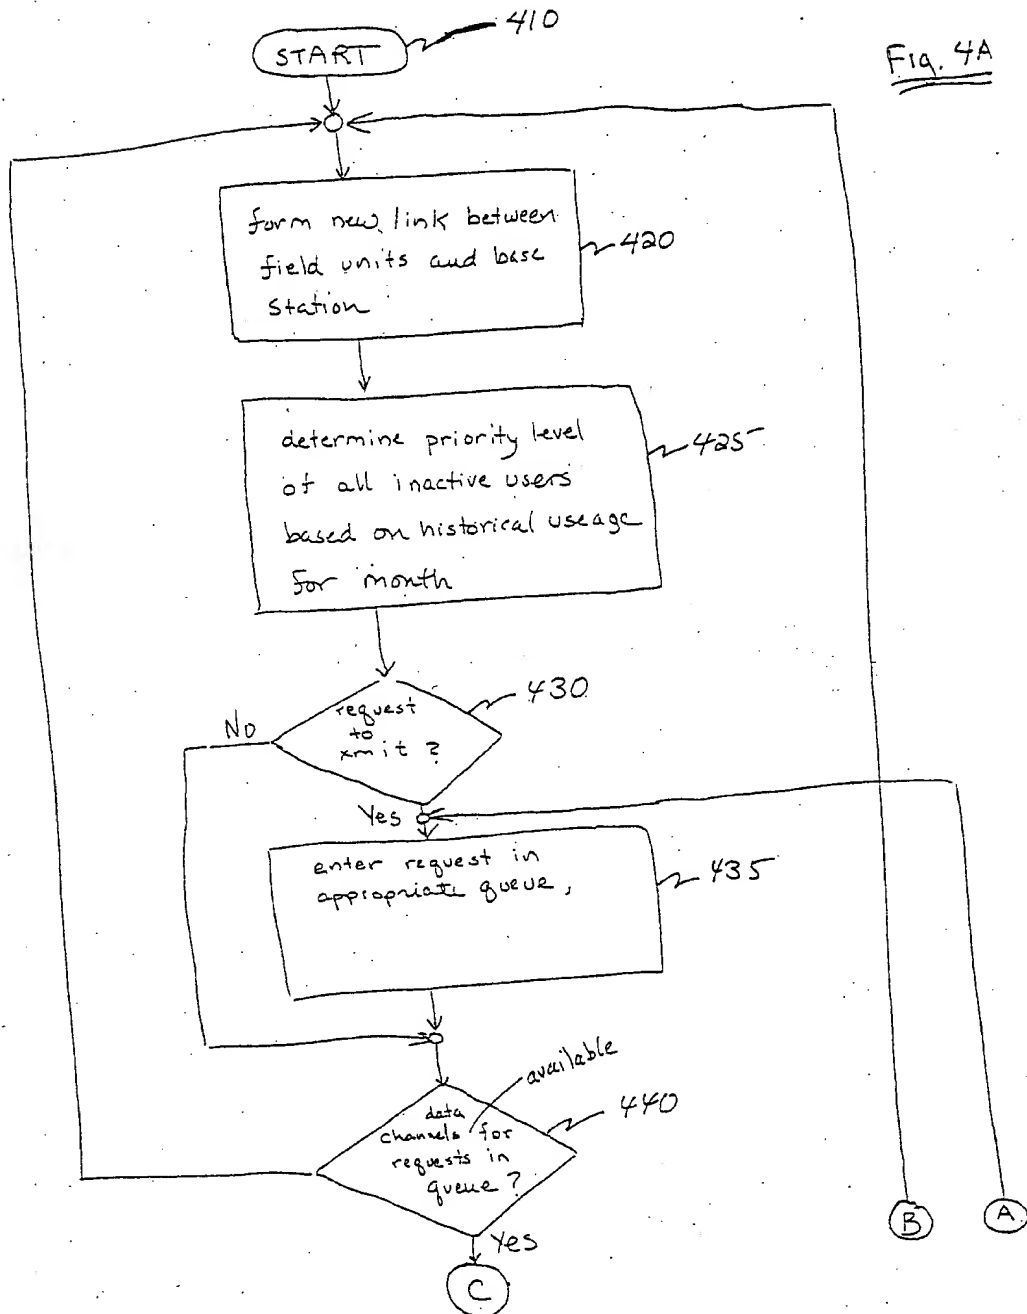 410
START
Fig. 4A
form new link between
field units and base
station
420
determine priority level
of all inactive users
based on historical useage
for month
425
430
request
to
xmit ?
No
Yes
enter request in
appropriate queue,
435
available
440
data
channels for
requests in
queue ?
B
A
Yes
C